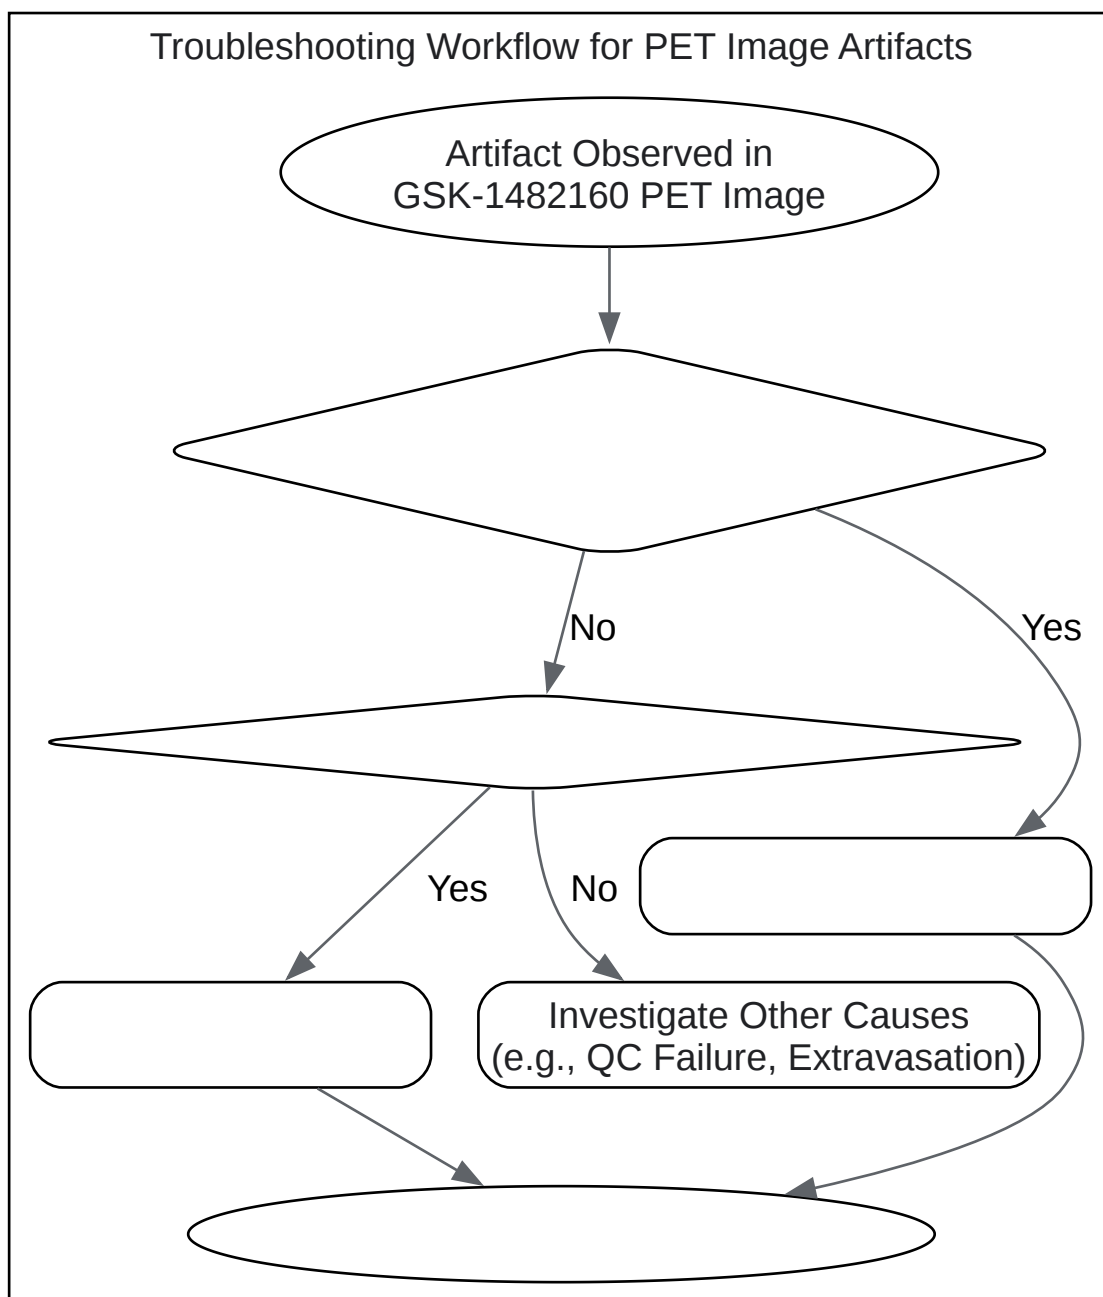 Troubleshooting Workflow for PET Image Artifacts
Artifact Observed in
GSK-1482160 PET Image
No
Yes
Yes
No
Investigate Other Causes
(e.g., QC Failure, Extravasation)